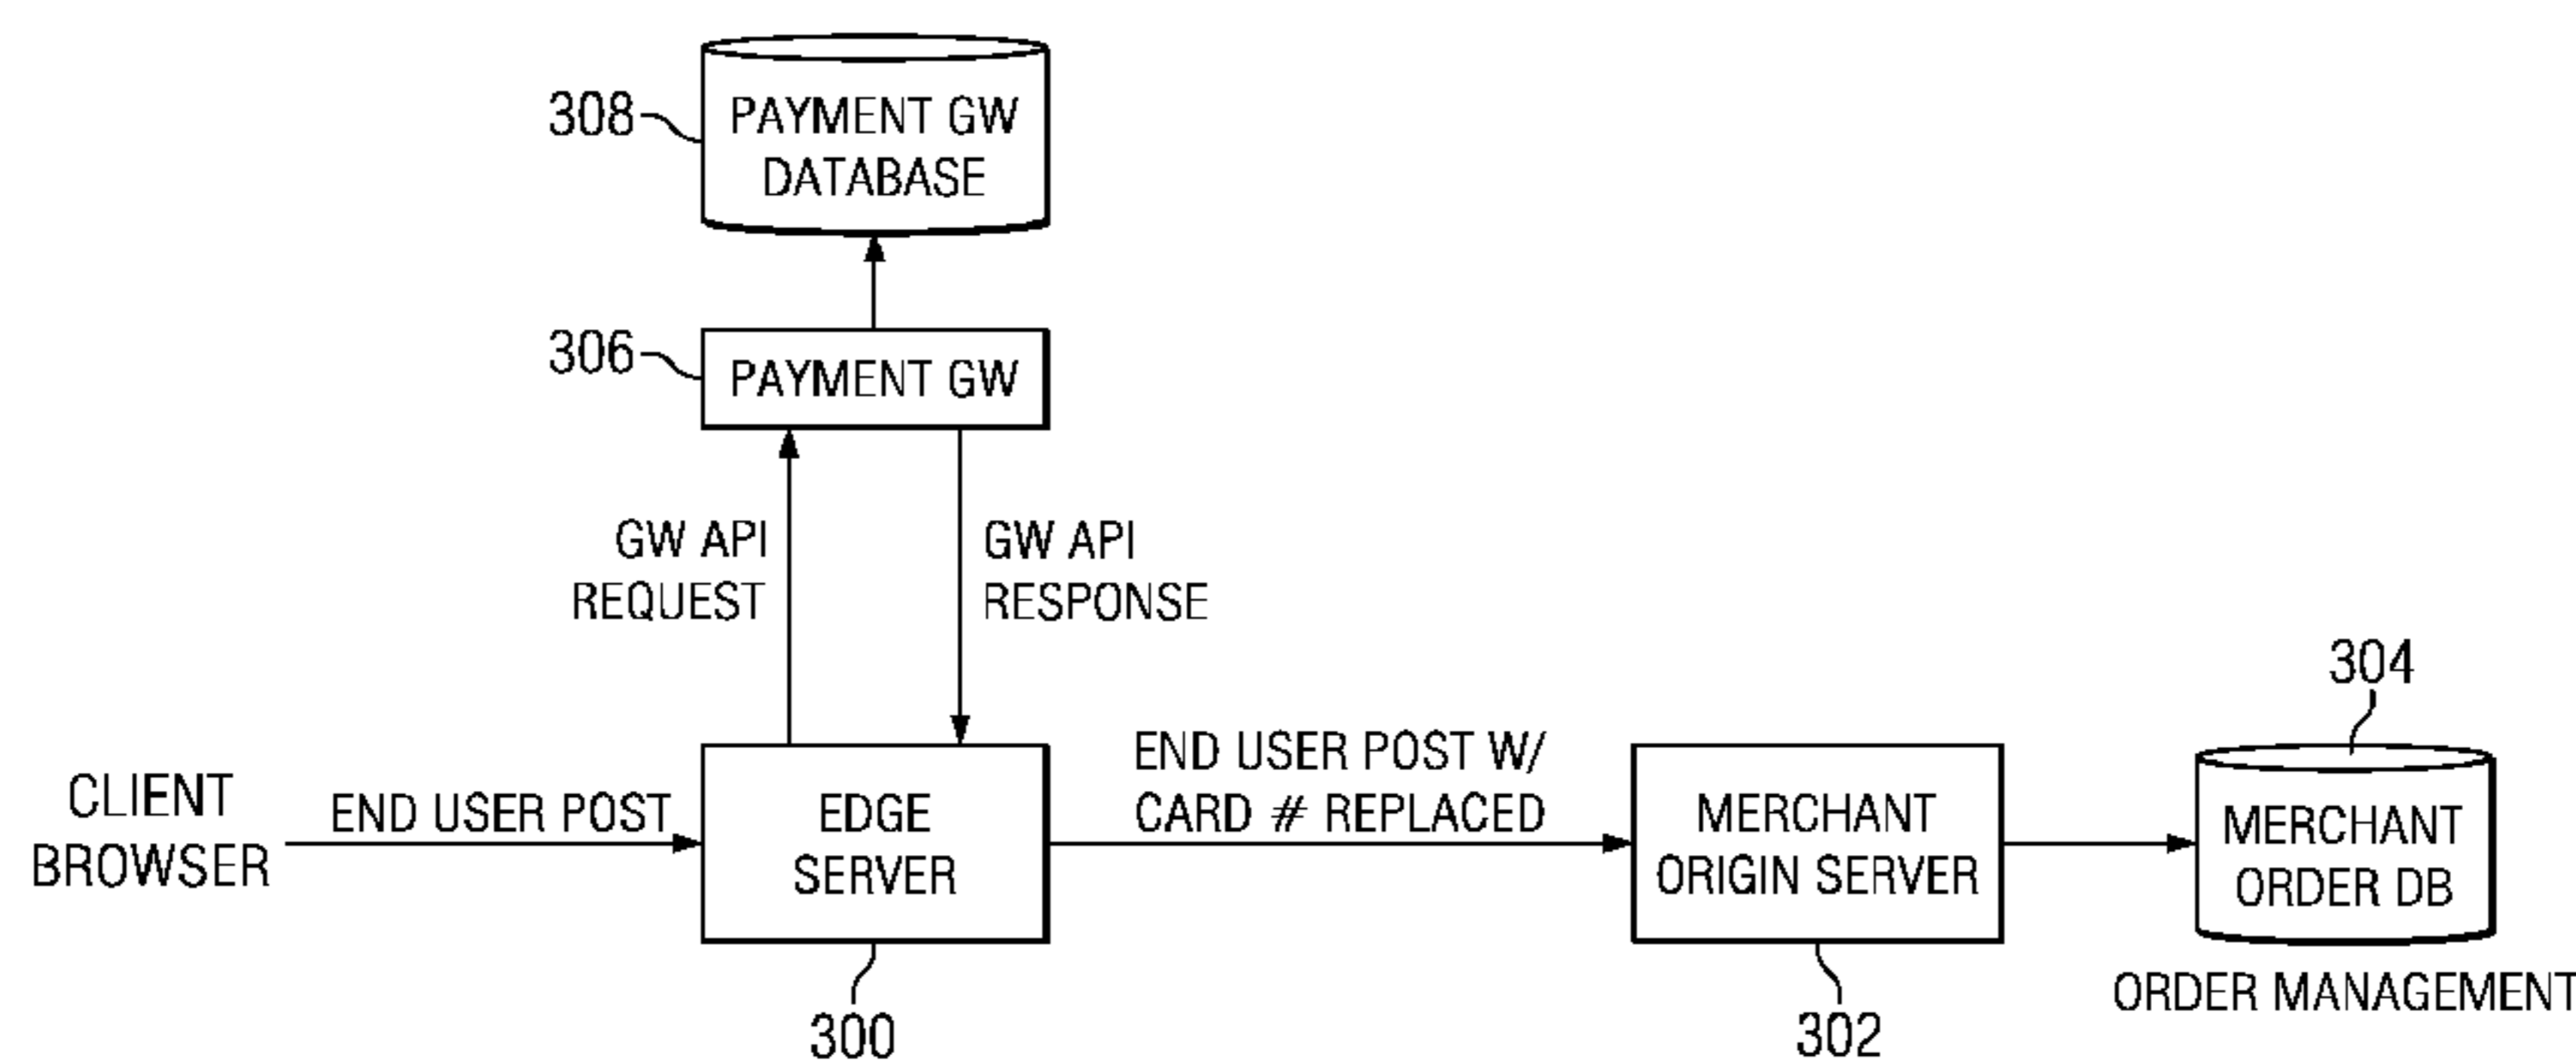 308
PAYMENT GW
DATABASE
306
PAYMENT GW
GW API
REQUEST
GW API
RESPONSE
CLIENT
BROWSER
END USER POST
EDGE
SERVER
300
END USER POST W/
CARD # REPLACED
MERCHANT
ORIGIN SERVER
302
304
MERCHANT
ORDER DB
ORDER MANAGEMENT